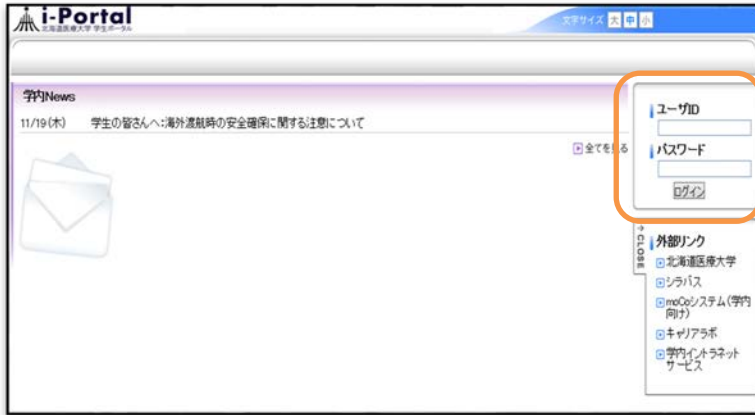 i-Portal
北海道医療大学 学生ポータル
文字サイズ 大 中 小
学内News
11/19(木) 学生の皆さんへ:海外渡航時の安全確保に関する注意について
全てを見る
ユーザID
パスワード
ログイン
CLOSE
外部リンク
北海道医療大学
シラバス
moCoシステム(学内
向け)
キャリアラボ
学内イントラネット
サービス